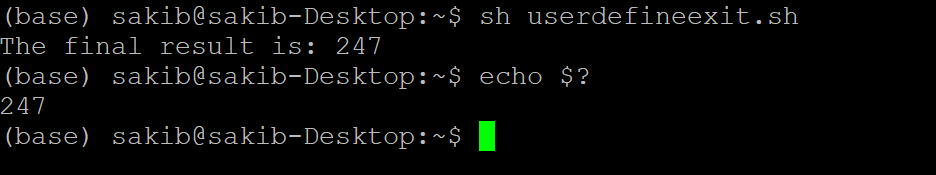 (base) sakib@sakib-Desktop:~$ sh userdefineexit.sh
The final result is: 247
(base) sakib@sakib-Desktop:~$ echo $?
247
(base) sakib@sakib-Desktop:~$